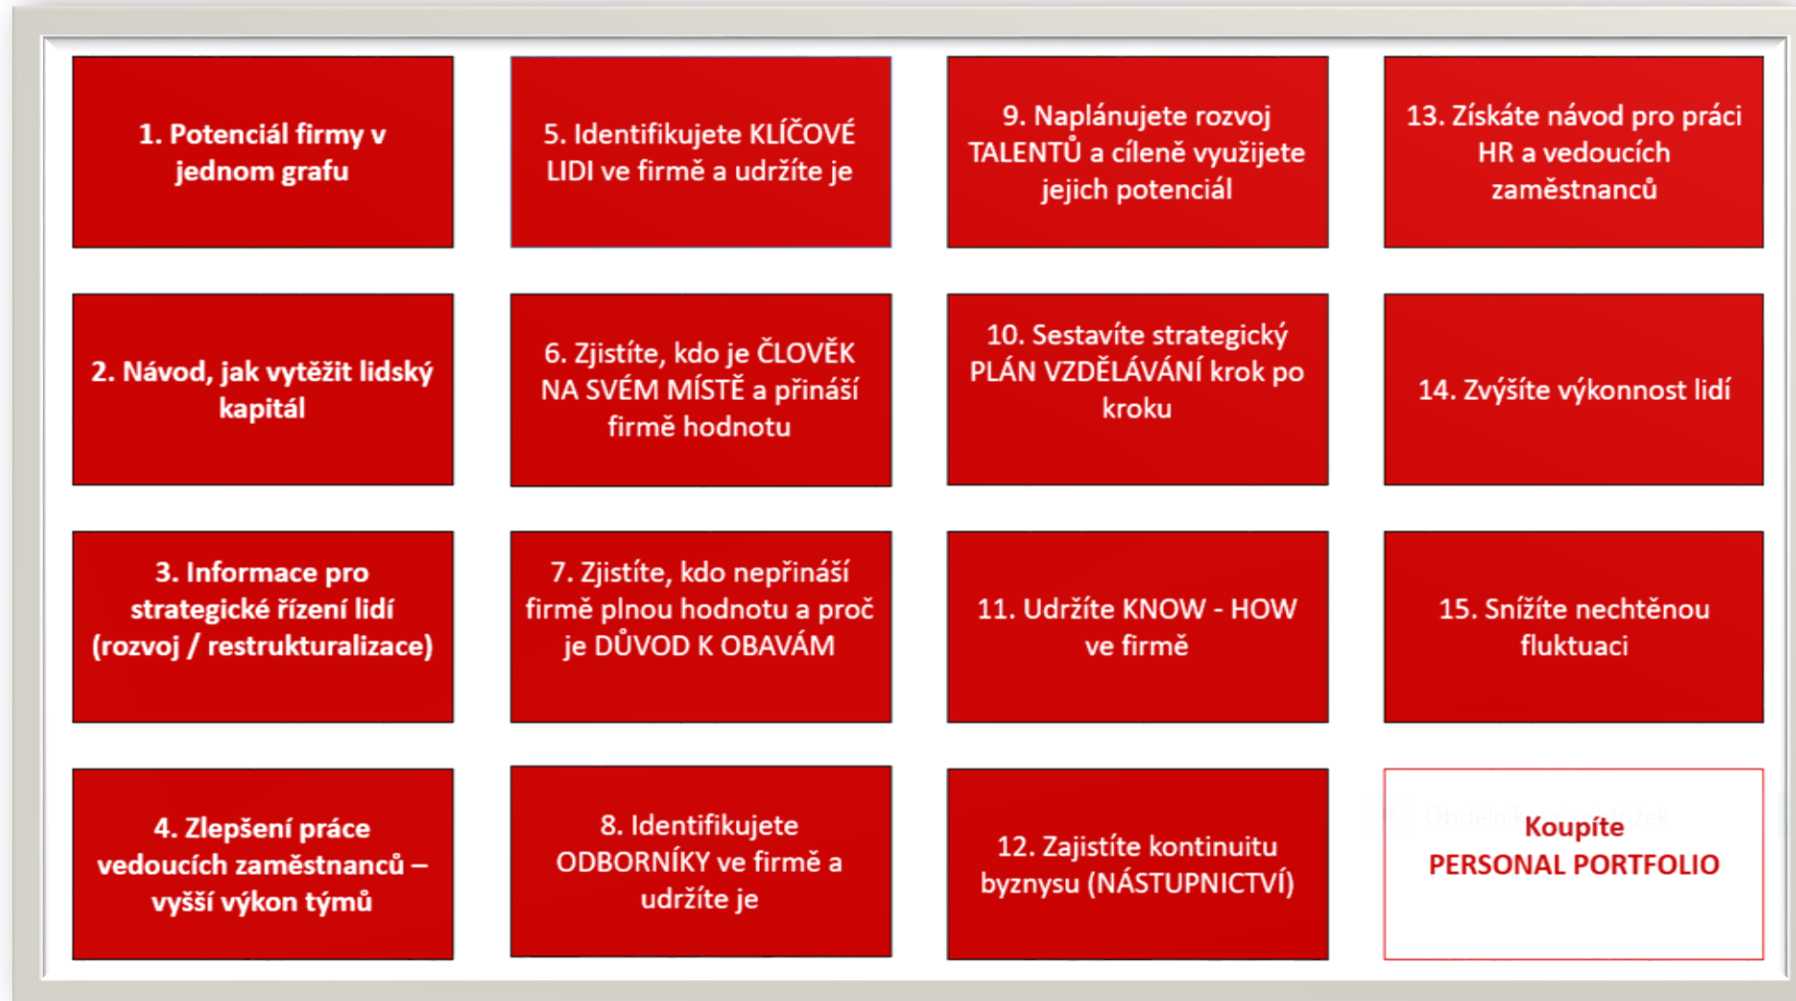 1. Potenciál firmy v
jednom grafu
2. Návod, jak vytěžit lidský
kapitál
3. Informace pro
strategické řízení lidí
(rozvoj / restrukturalizace)
4. Zlepšení práce
vedoucích zaměstnanců –
vyšší výkon týmů
5. Identifikujete KLÍČOVÉ
LIDI ve firmě a udržíte je
6. Zjistíte, kdo je ČLOVĚK
NA SVÉM MÍSTĚ a přináší
firmě hodnotu
7. Zjistíte, kdo nepřináší
firmě plnou hodnotu a proč
je DŮVOD K OBAVÁM
8. Identifikujete
ODBORNÍKY ve firmě a
udržíte je
9. Naplánujete rozvoj
TALENTŮ a cíleně využijete
jejich potenciál
10. Sestavíte strategický
PLÁN VZDĚLÁVÁNÍ krok po
kroku
11. Udržíte KNOW - HOW
ve firmě
12. Zajistíte kontinuitu
byznysu (NÁSTUPNICTVÍ)
13. Získáte návod pro práci
HR a vedoucích
zaměstnanců
14. Zvýšíte výkonnost lidí
15. Snížíte nechtěnou
fluktuaci
Koupíte
PERSONAL PORTFOLIO